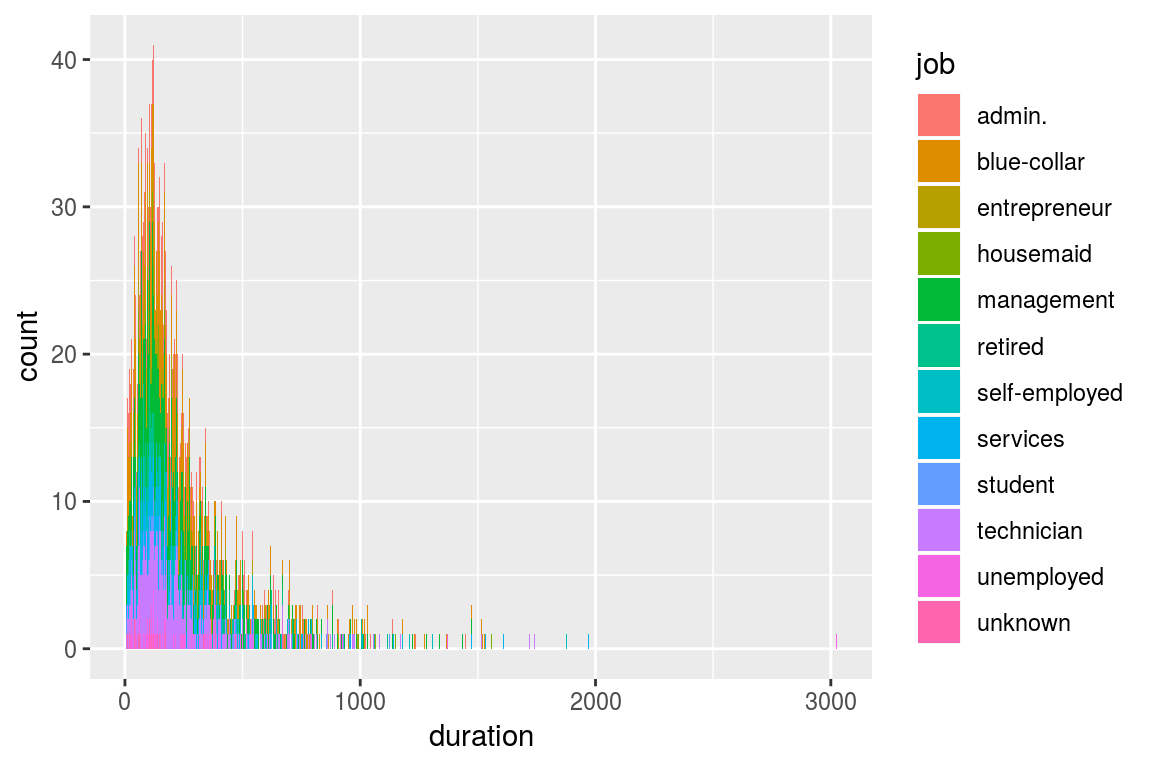 40
30
20
10
0
count
0 1000 2000 3000
duration
job
admin.
blue-collar
entrepreneur
housemaid
management
retired
self-employed
services
student
technician
unemployed
unknown